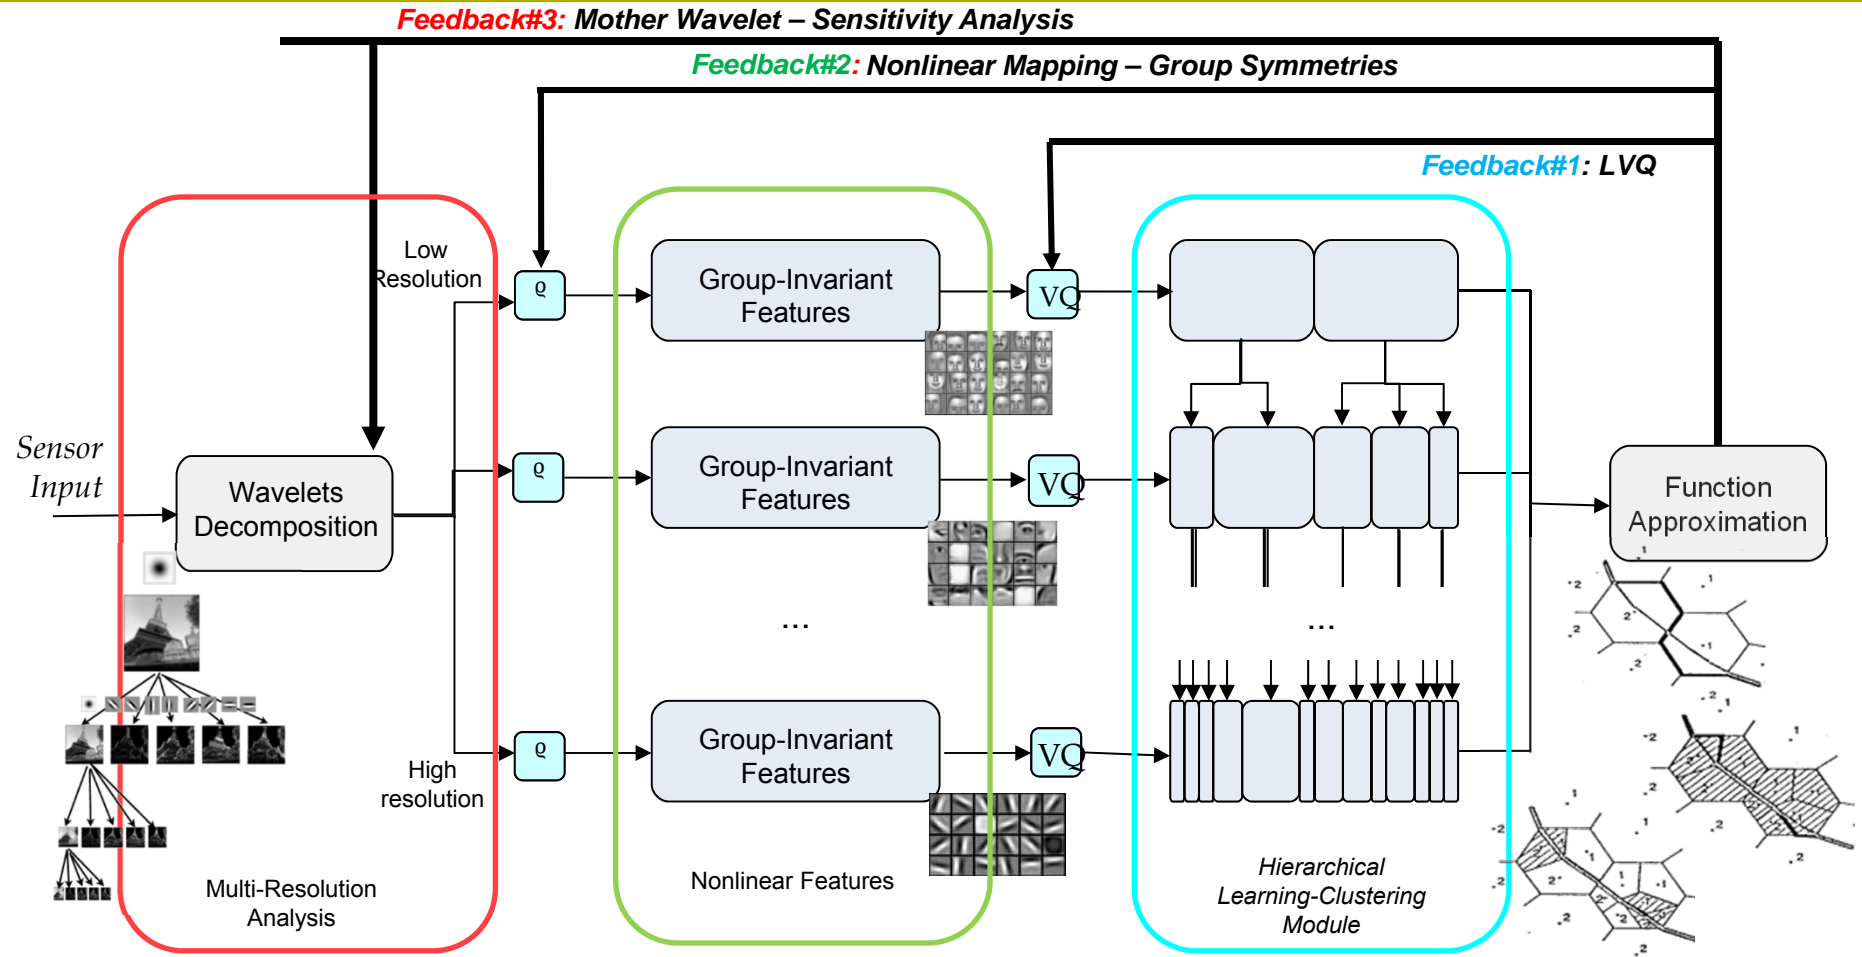 Feedback#3: Mother Wavelet – Sensitivity Analysis
Feedback#2: Nonlinear Mapping – Group Symmetries
Feedback#1: LVQ
Low
Resolution
ϱ
Group-Invariant
Features
VQ
Sensor
Input
Wavelets
Decomposition
ϱ
Group-Invariant
Features
VQ
Function
Approximation
...
...
ϱ
Group-Invariant
Features
VQ
High
resolution
Multi-Resolution
Analysis
Nonlinear Features
Hierarchical
Learning-Clustering
Module